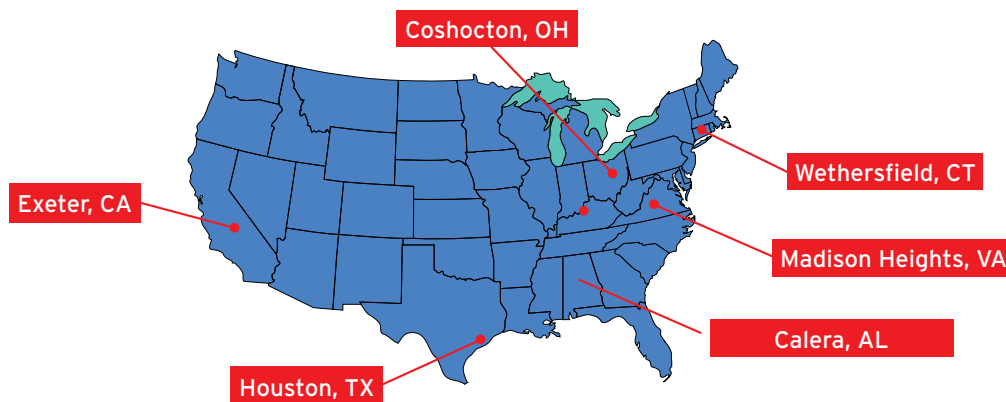 Coshocton, OH
Wethersfield, CT
Exeter, CA
Madison Heights, VA
Calera, AL
Houston, TX